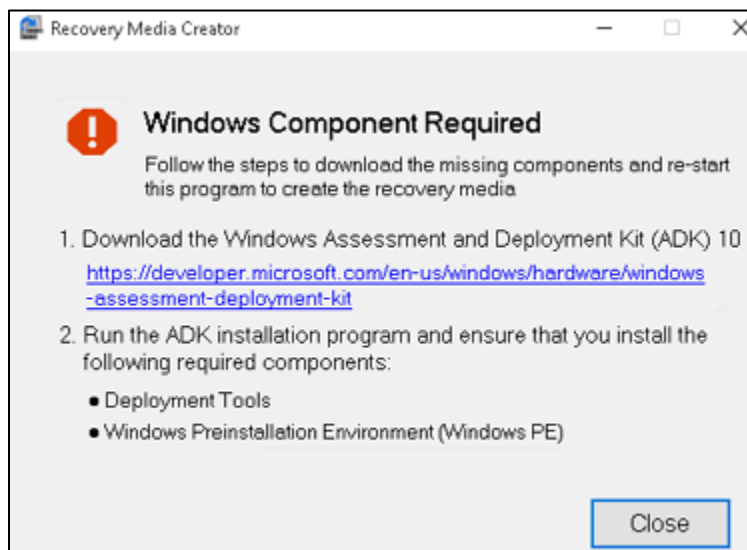 Recovery Media Creator
Windows Component Required
Follow the steps to download the missing components and re-start
this program to create the recovery media
1. Download the Windows Assessment and Deployment Kit (ADK) 10
https://developer.microsoft.com/en-us/windows/hardware/windows
-assessment-deployment-kit
2. Run the ADK installation program and ensure that you install the
following required components:
• Deployment Tools
• Windows Preinstallation Environment (Windows PE)
Close